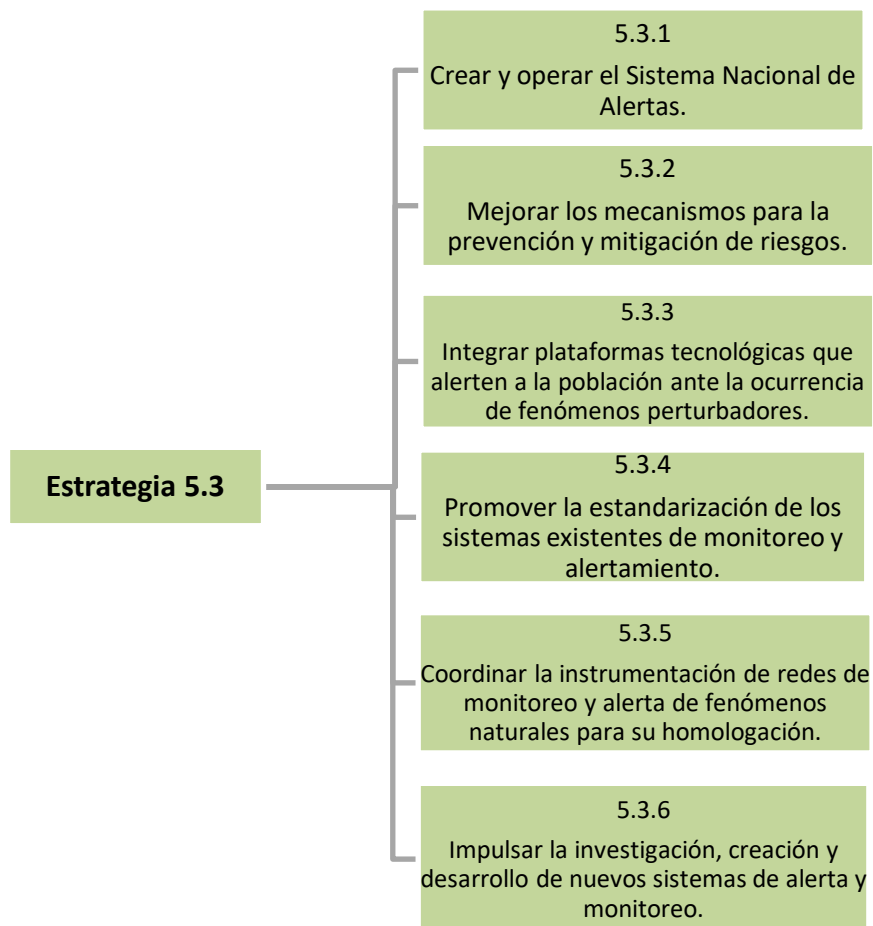 5.3.1
Crear y operar el Sistema Nacional de
Alertas.
5.3.2
Mejorar los mecanismos para la
prevención y mitigación de riesgos.
5.3.3
Integrar plataformas tecnológicas que
alerten a la población ante la ocurrencia
de fenómenos perturbadores.
Estrategia 5.3
5.3.4
Promover la estandarización de los
sistemas existentes de monitoreo y
alertamiento.
5.3.5
Coordinar la instrumentación de redes de
monitoreo y alerta de fenómenos
naturales para su homologación.
5.3.6
Impulsar la investigación, creación y
desarrollo de nuevos sistemas de alerta y
monitoreo.